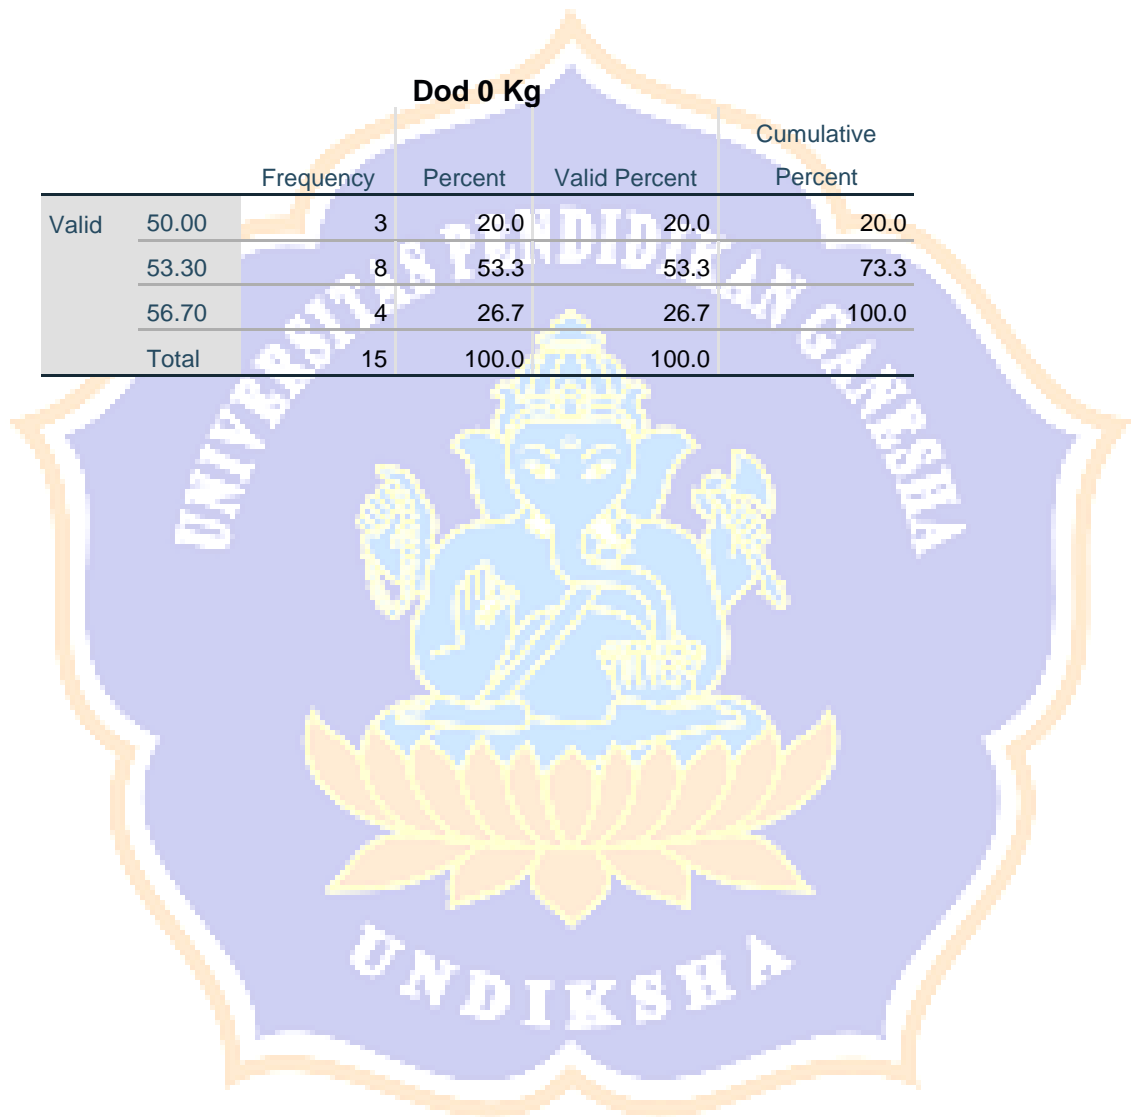 Dod 0 Kg
Cumulative
Frequency Percent Valid Percent Percent
Valid 50.00 3 20.0 20.0 20.0
53.30 8 53.3 53.3 73.3
56.70 4 26.7 26.7 100.0
Total 15 100.0 100.0
UNIVERSITAS PENDIDIKAN GANESHA
UNDIKSHA